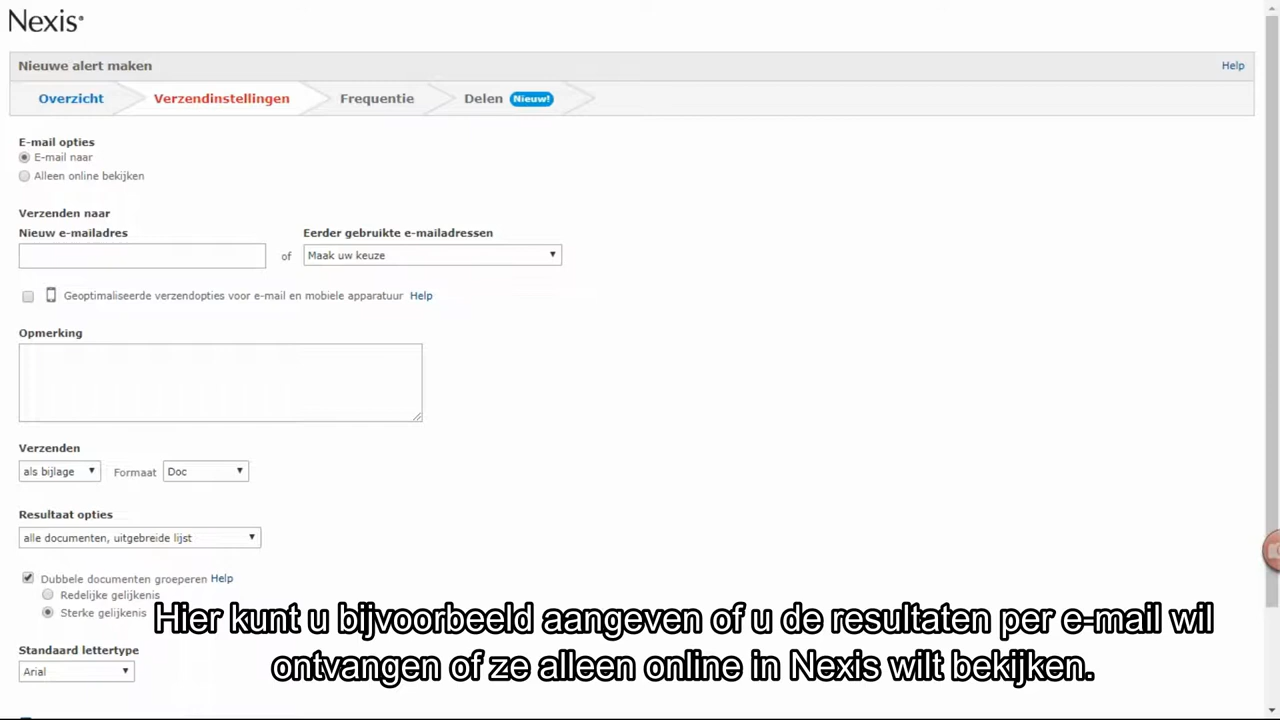 Nexis®
Nieuwe alert maken
Help
Overzicht
Verzendinstellingen
Frequentie
Delen Nieuw!
E-mail opties
E-mail naar
Alleen online bekijken
Verzenden naar
Nieuw e-mailadres
Eerder gebruikte e-mailadressen
of
Maak uw keuze
Geoptimaliseerde verzendopties voor e-mail en mobiele apparatuur Help
Opmerking
Verzenden
als bijlage
Formaat
Doc
Resultaat opties
alle documenten, uitgebreide lijst
Dubbele documenten groeperen Help
Redelijke gelijkenis
Sterke gelijkenis
Hier kunt u bijvoorbeeld aangeven of u de resultaten per e-mail wil
ontvangen of ze alleen online in Nexis wilt bekijken.
Standaard lettertype
Arial